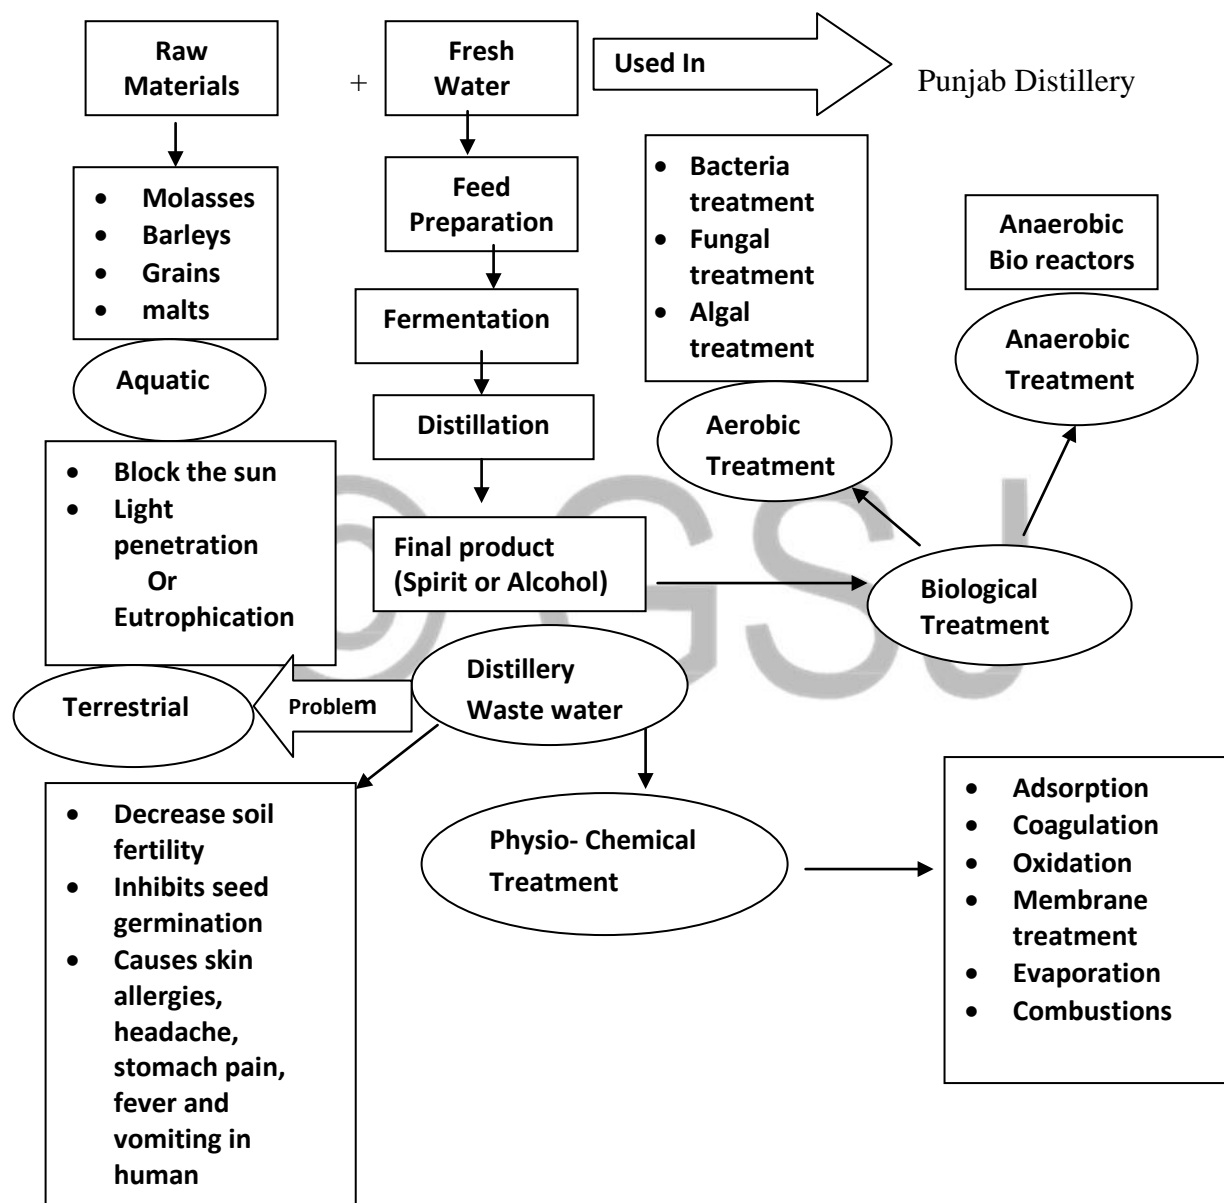 Raw
Materials
+
Fresh
Water
Used In
Punjab Distillery
• Molasses
• Barleys
• Grains
• malts
Feed
Preparation
• Bacteria
treatment
• Fungal
treatment
• Algal
treatment
Anaerobic
Bio reactors
Fermentation
Anaerobic
Treatment
Aquatic
Distillation
Aerobic
Treatment
• Block the sun
• Light
penetration
Or
Eutrophication
Final product
(Spirit or Alcohol)
Biological
Treatment
© GSJ
Distillery
Waste water
Problem
Terrestrial
• Decrease soil
fertility
• Inhibits seed
germination
• Causes skin
allergies,
headache,
stomach pain,
fever and
vomiting in
human
Physio- Chemical
Treatment
• Adsorption
• Coagulation
• Oxidation
• Membrane
treatment
• Evaporation
• Combustions